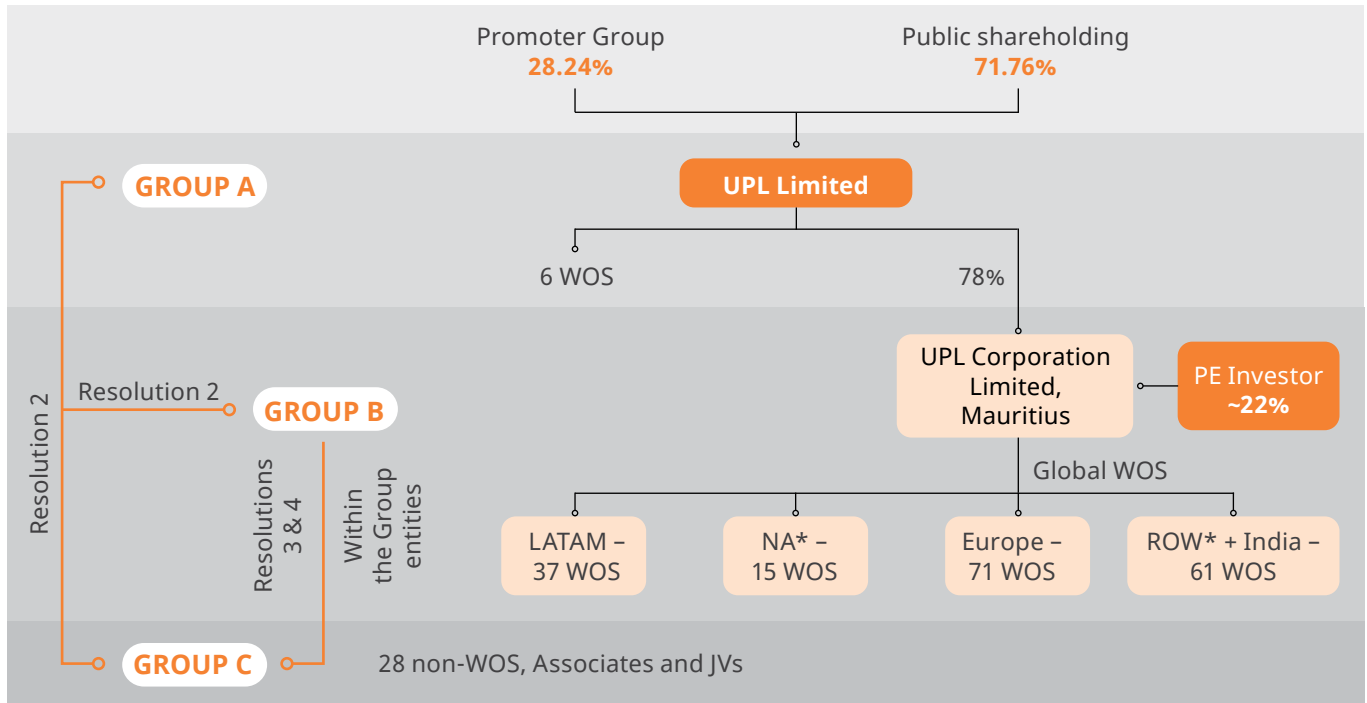 Promoter Group
28.24%
Public shareholding
71.76%
GROUP A
UPL Limited
6 WOS
78%
UPL Corporation
Limited,
Mauritius
PE Investor
~22%
Resolution 2
Resolution 2
GROUP B
Resolutions
3 & 4
Within
the Group
entities
Global WOS
LATAM –
37 WOS
NA* –
15 WOS
Europe –
71 WOS
ROW* + India –
61 WOS
GROUP C
28 non-WOS, Associates and JVs